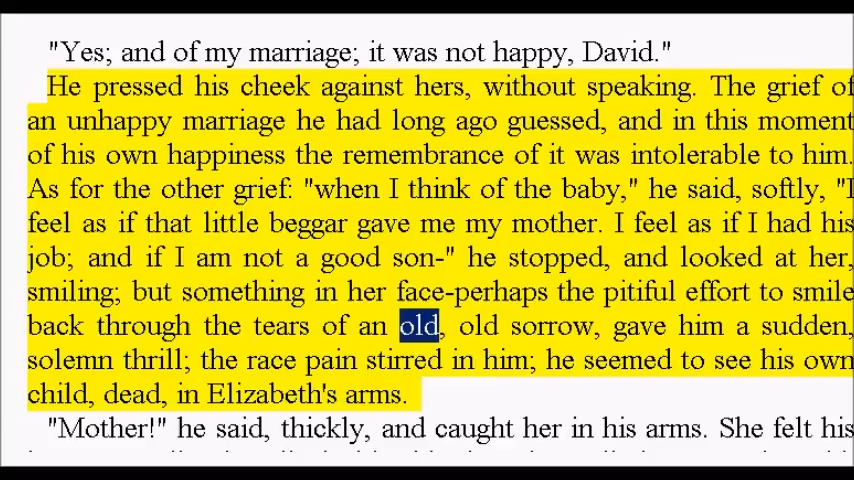 "Yes; and of my marriage; it was not happy, David."
He pressed his cheek against hers, without speaking. The grief of
an unhappy marriage he had long ago guessed, and in this moment
of his own happiness the remembrance of it was intolerable to him.
As for the other grief: "when I think of the baby," he said, softly, "I
feel as if that little beggar gave me my mother. I feel as if I had his
job; and if I am not a good son-" he stopped, and looked at her,
smiling; but something in her face-perhaps the pitiful effort to smile
back through the tears of an old, old sorrow, gave him a sudden,
solemn thrill; the race pain stirred in him; he seemed to see his own
child, dead, in Elizabeth's arms.
"Mother!" he said, thickly, and caught her in his arms. She felt his